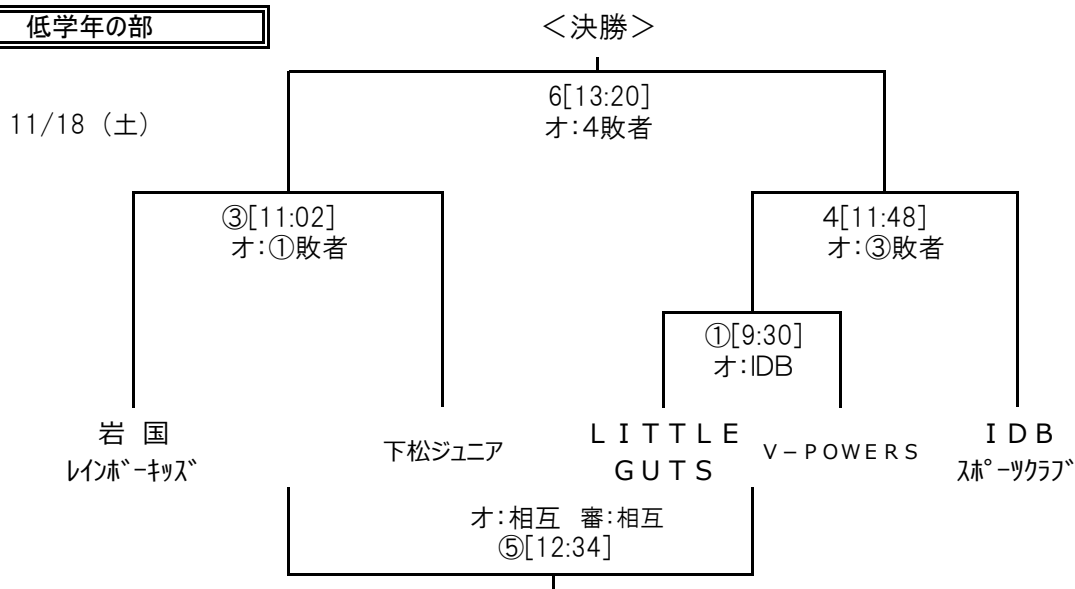 低学年の部
<決勝>
6[13:20]
オ:4敗者
11/18 (土)
③[11:02]
オ:①敗者
4[11:48]
オ:③敗者
①[9:30]
オ:IDB
岩 国
ﾚｲﾝﾎﾞｰｷｯｽﾞ
下松ジュニア
LITTLE
GUTS
V-POWERS
IDB
ｽﾎﾟｰﾂｸﾗﾌﾞ
オ:相互 審:相互
⑤[12:34]